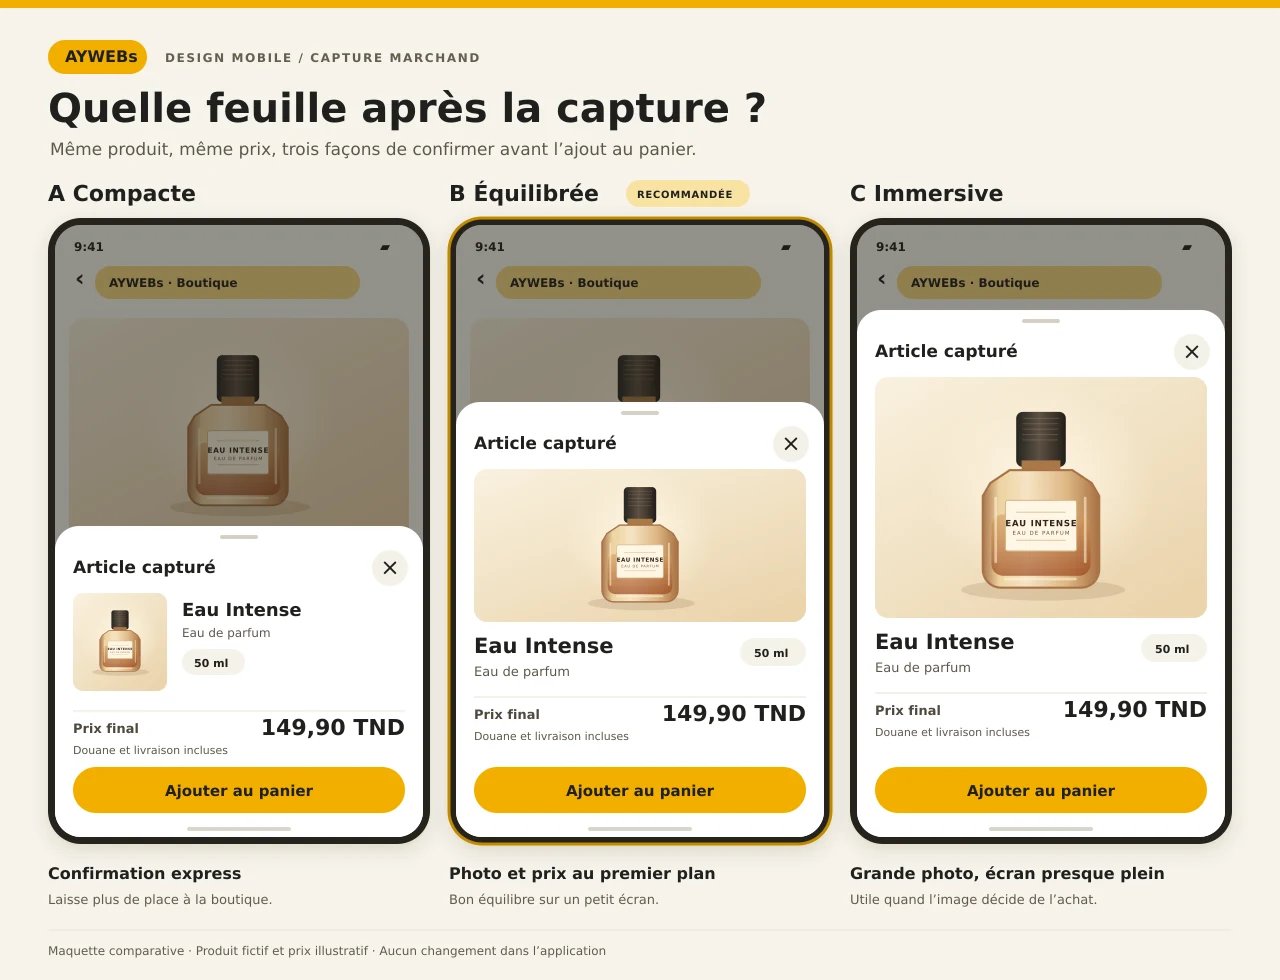 AYWEBs
DESIGN MOBILE / CAPTURE MARCHAND
Quelle feuille après la capture ?
Même produit, même prix, trois façons de confirmer avant l’ajout au panier.
A Compacte
9:41
AYWEBs · Boutique
EAU INTENSE
EAU DE PARFUM
Article capturé
EAU INTENSE
Eau Intense
Eau de parfum
50 ml
Prix final
149,90 TND
Douane et livraison incluses
Ajouter au panier
Confirmation express
Laisse plus de place à la boutique.
B Équilibrée
RECOMMANDÉE
9:41
AYWEBs · Boutique
Article capturé
EAU INTENSE
EAU DE PARFUM
Eau Intense
50 ml
Eau de parfum
Prix final
149,90 TND
Douane et livraison incluses
Ajouter au panier
Photo et prix au premier plan
Bon équilibre sur un petit écran.
C Immersive
9:41
AYWEBs · Boutique
Article capturé
EAU INTENSE
EAU DE PARFUM
Eau Intense
50 ml
Eau de parfum
Prix final
149,90 TND
Douane et livraison incluses
Ajouter au panier
Grande photo, écran presque plein
Utile quand l’image décide de l’achat.
Maquette comparative · Produit fictif et prix illustratif · Aucun changement dans l’application